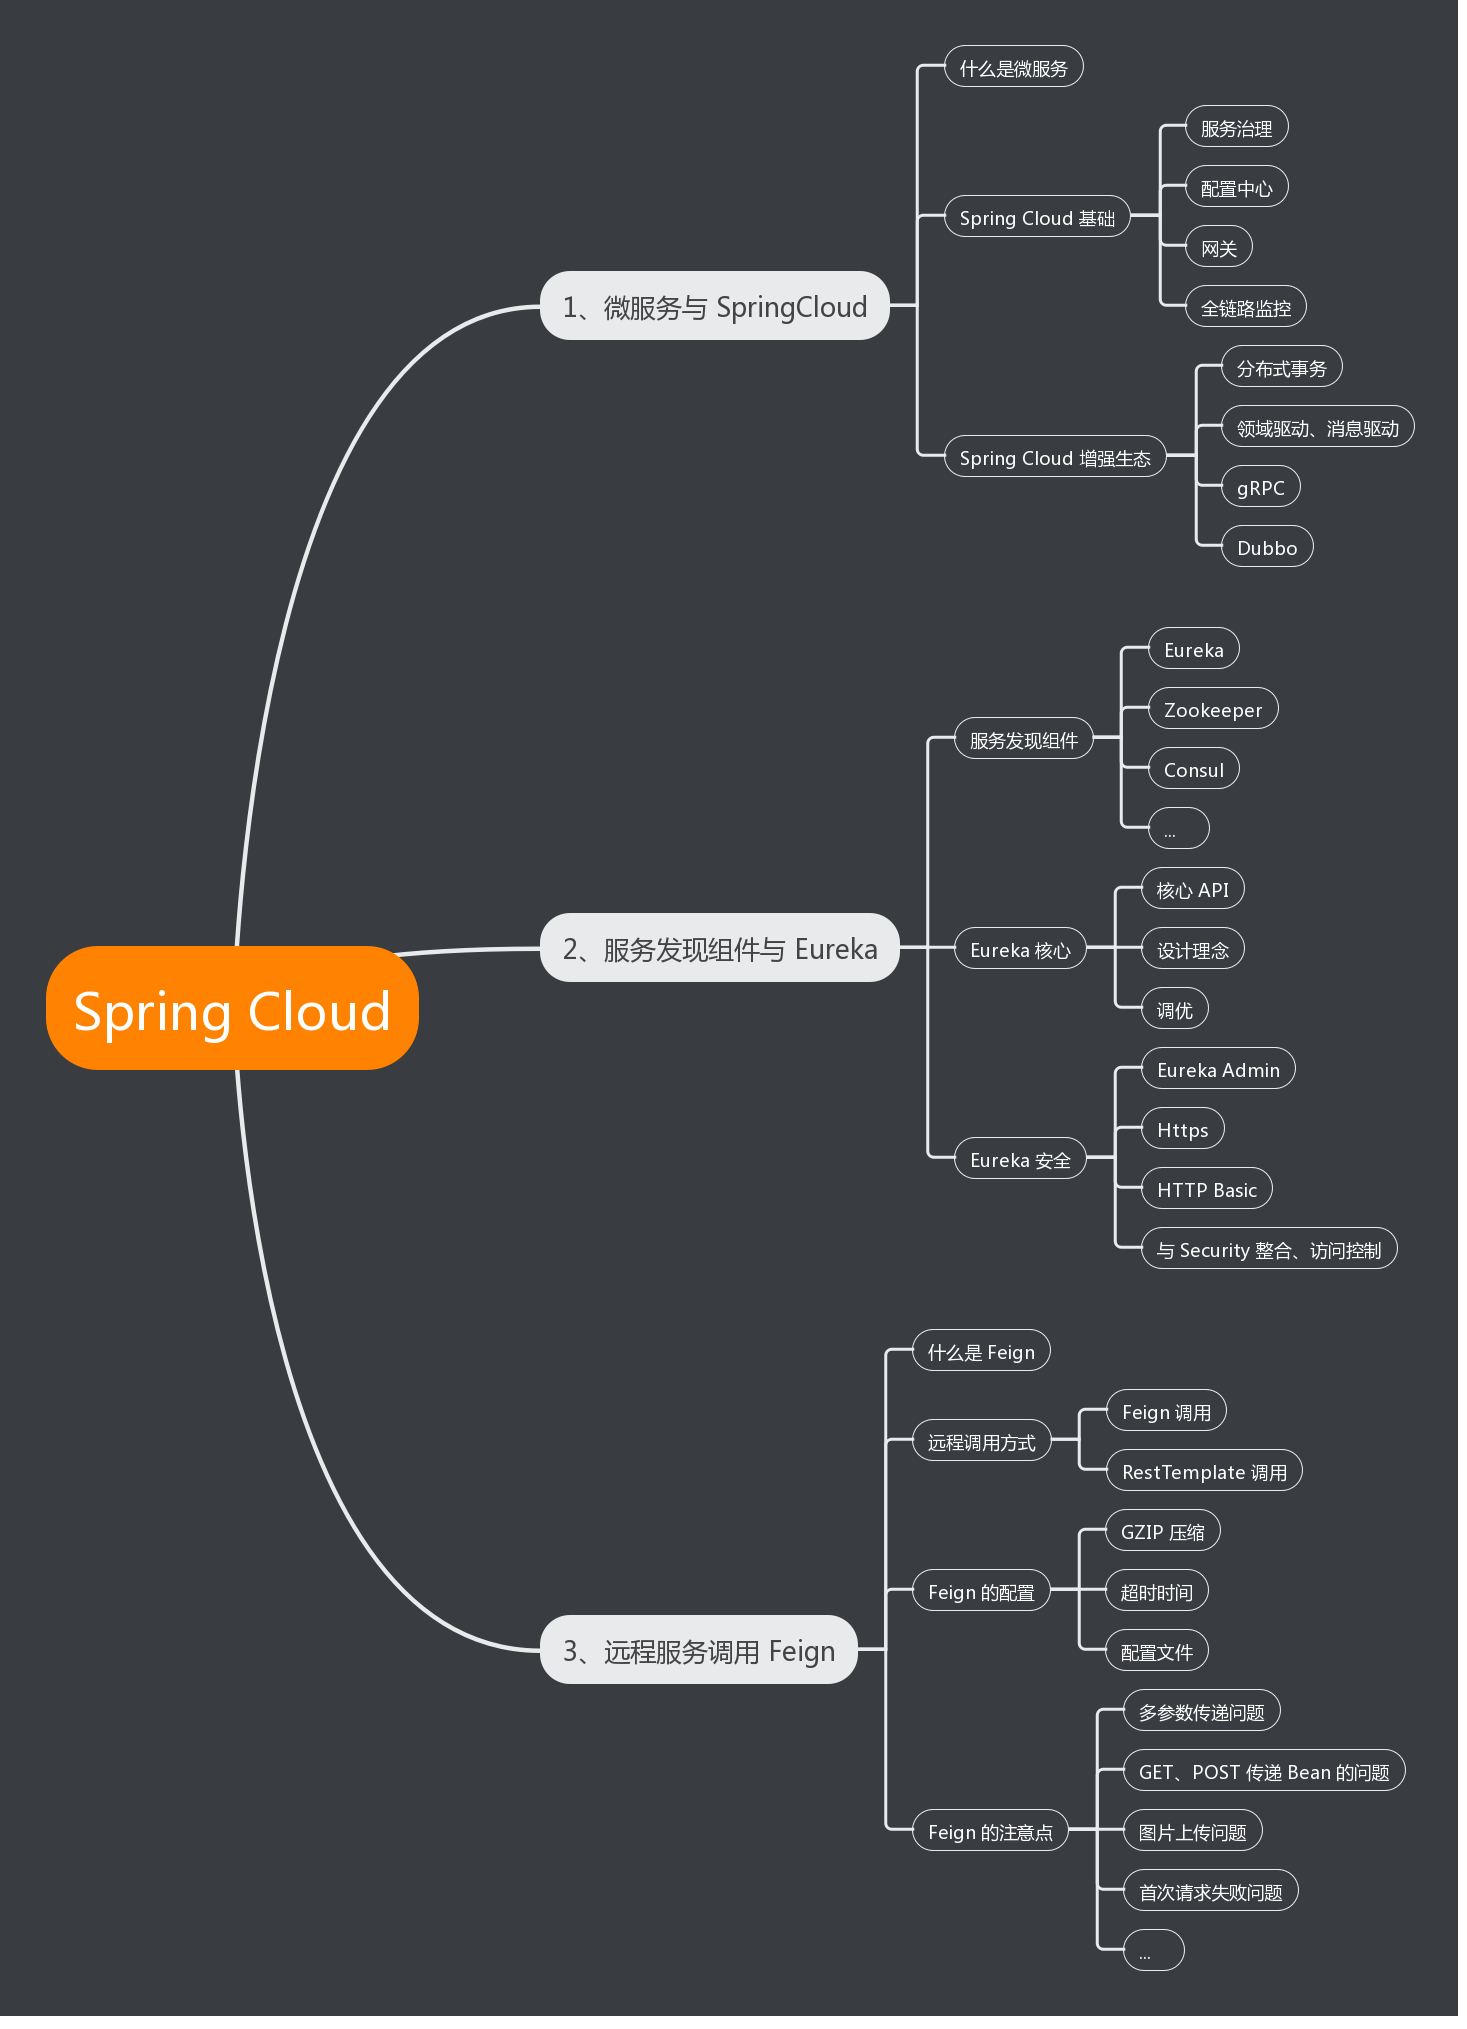 Spring Cloud
1、微服务与 SpringCloud
什么是微服务
Spring Cloud 基础
服务治理
配置中心
网关
全链路监控
Spring Cloud 增强生态
分布式事务
领域驱动、消息驱动
gRPC
Dubbo
2、服务发现组件与 Eureka
服务发现组件
Eureka
Zookeeper
Consul
...
Eureka 核心
核心 API
设计理念
调优
Eureka 安全
Eureka Admin
Https
HTTP Basic
与 Security 整合、访问控制
3、远程服务调用 Feign
什么是 Feign
远程调用方式
Feign 调用
RestTemplate 调用
Feign 的配置
GZIP 压缩
超时时间
配置文件
Feign 的注意点
多参数传递问题
GET、POST 传递 Bean 的问题
图片上传问题
首次请求失败问题
...